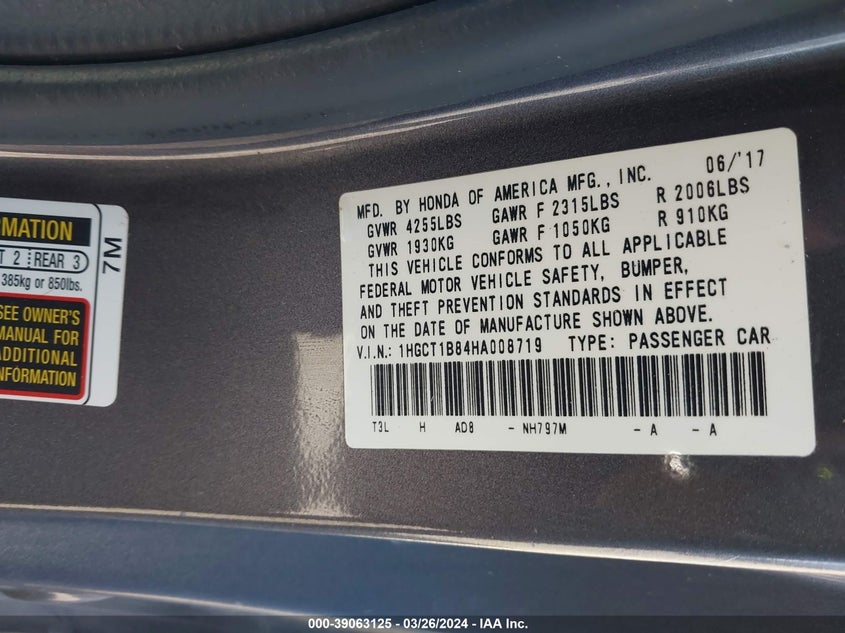 RMATION
T 2 REAR 3
385kg or 850lbs.
SEE OWNER'S
MANUAL FOR
ADDITIONAL
INFORMATION
7M
06/'17
MFD. BY HONDA OF AMERICA MFG., INC.
GVWR 4255LBS GAWR F 2315LBS R 2006LBS
GVWR 1930KG GAWR F 1050KG R 910KG
THIS VEHICLE CONFORMS TO ALL APPLICABLE
FEDERAL MOTOR VEHICLE SAFETY, BUMPER,
AND THEFT PREVENTION STANDARDS IN EFFECT
ON THE DATE OF MANUFACTURE SHOWN ABOVE.
V.I.N.: 1HGCT1B84HA008719 TYPE: PASSENGER CAR
T3L H AD8 - NH797M - A - A
000-39063125 - 03/26/2024 - IAA Inc.